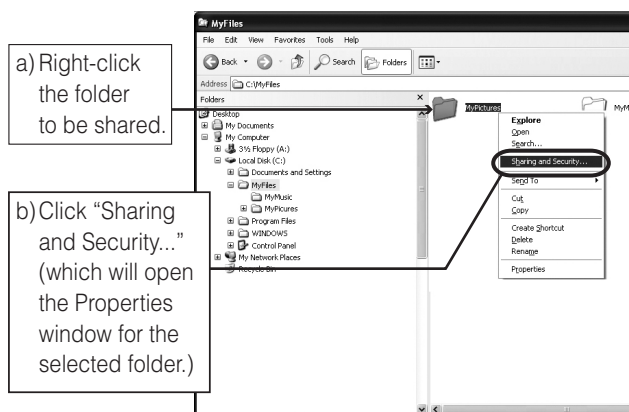 MyFiles
File Edit View Favorites Tools Help
Back Search Folders
Address C:\MyFiles
Folders
a) Right-click
the folder
to be shared.
Desktop
My Documents
My Computer
3½ Floppy (A:)
Local Disk (C:)
Documents and Settings
MyFiles
MyMusic
MyPicures
Program Files
WINDOWS
Control Panel
My Network Places
Recycle Bin
b) Click “Sharing
and Security...”
(which will open
the Properties
window for the
selected folder.)
MyPictures
MyM
Explore
Open
Search...
Sharing and Security...
Send To
Cut
Copy
Create Shortcut
Delete
Rename
Properties